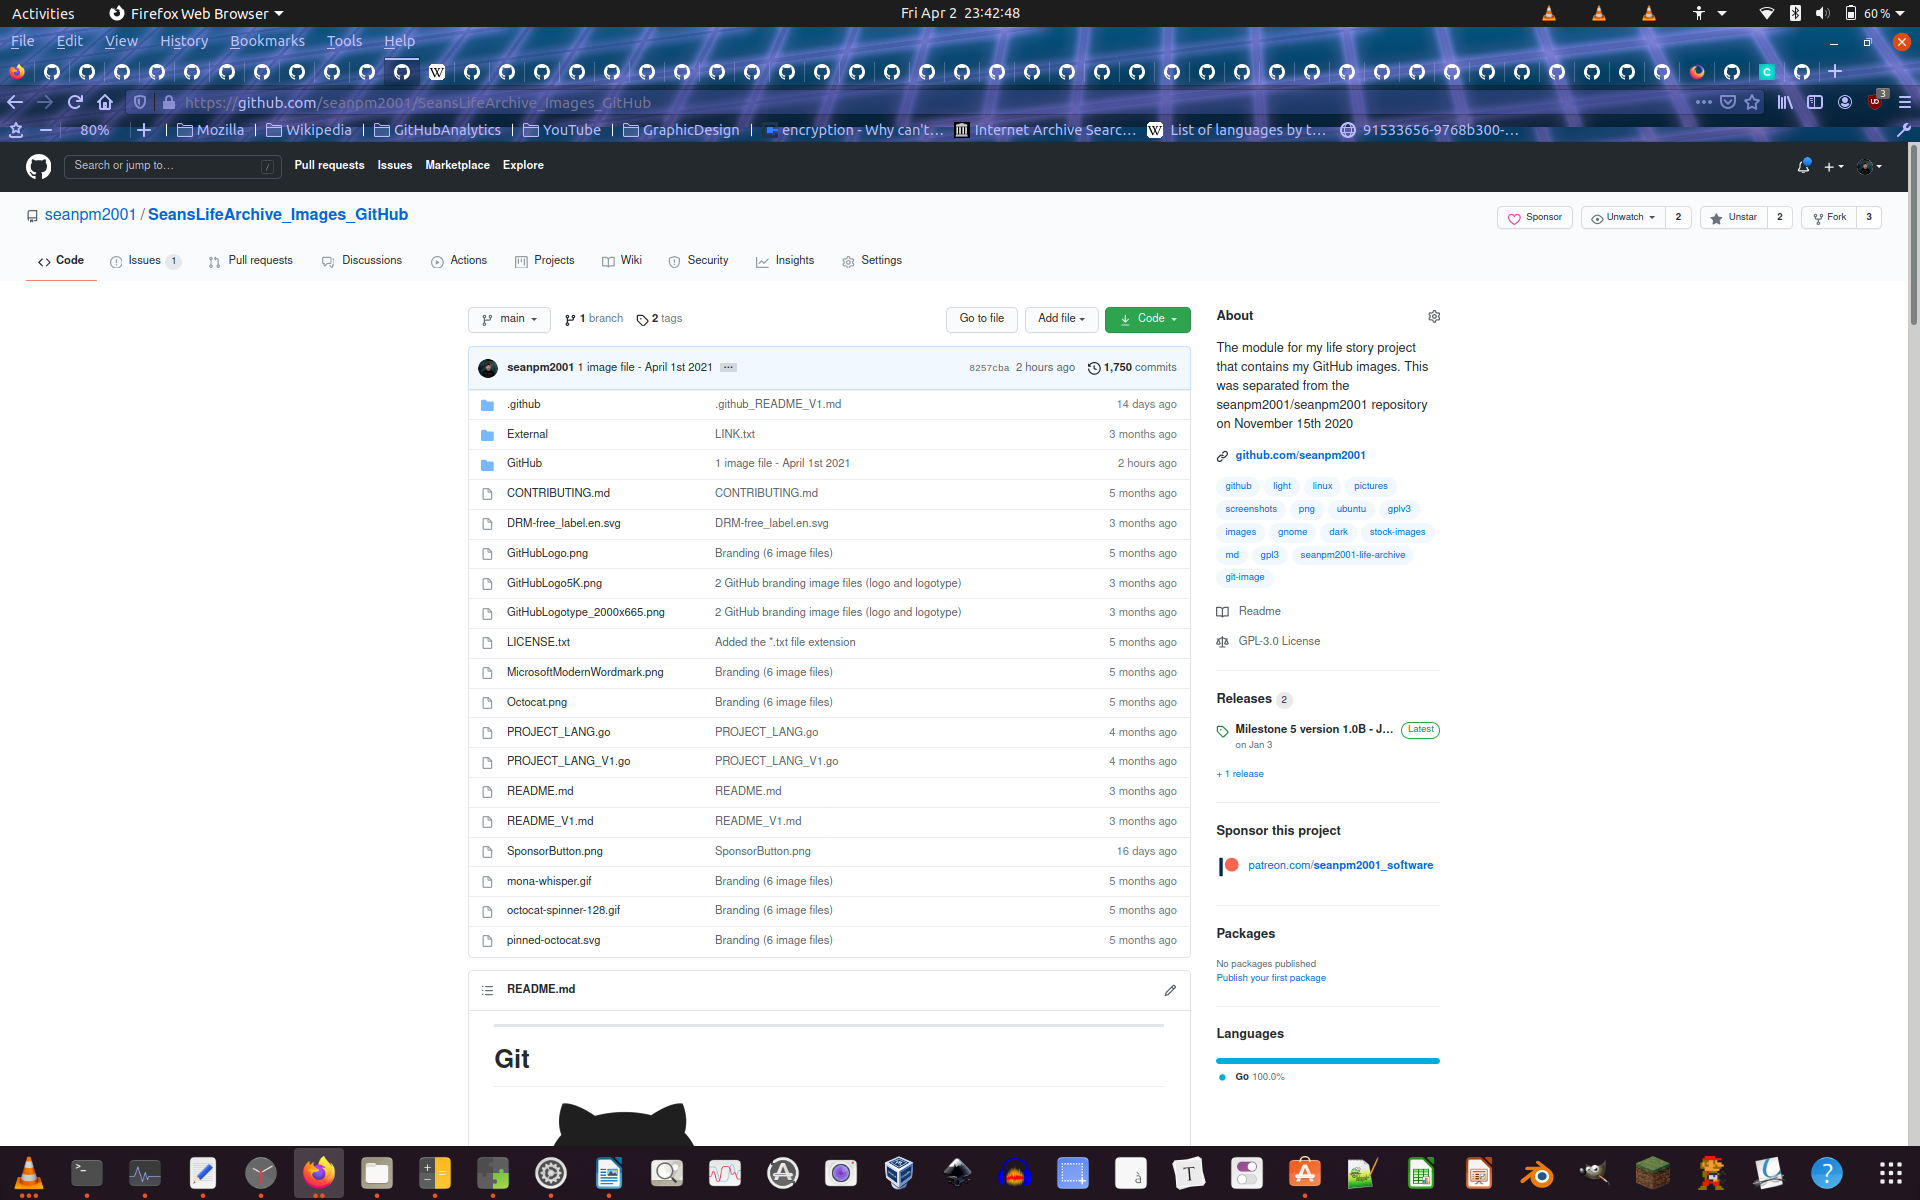 Activities Firefox Web Browser Fri Apr 2 23:42:48 60 %
File Edit View History Bookmarks Tools Help
https://github.com/seanpm2001/SeansLifeArchive_Images_GitHub 3
80% Mozilla Wikipedia GitHubAnalytics YouTube GraphicDesign encryption - Why can't... Internet Archive Searc... List of languages by t... 91533656-9768b300-...
Search or jump to... / Pull requests Issues Marketplace Explore
seanpm2001 / SeansLifeArchive_Images_GitHub Sponsor Unwatch 2 Unstar 2 Fork 3
Code Issues 1 Pull requests Discussions Actions Projects Wiki Security Insights Settings
main 1 branch 2 tags Go to file Add file Code
seanpm2001 1 image file - April 1st 2021 ... 8257cba 2 hours ago 1,750 commits
.github .github_README_V1.md 14 days ago
External LINK.txt 3 months ago
GitHub 1 image file - April 1st 2021 2 hours ago
CONTRIBUTING.md CONTRIBUTING.md 5 months ago
DRM-free_label.en.svg DRM-free_label.en.svg 3 months ago
GitHubLogo.png Branding (6 image files) 5 months ago
GitHubLogo5K.png 2 GitHub branding image files (logo and logotype) 3 months ago
GitHubLogotype_2000x665.png 2 GitHub branding image files (logo and logotype) 3 months ago
LICENSE.txt Added the *.txt file extension 5 months ago
MicrosoftModernWordmark.png Branding (6 image files) 5 months ago
Octocat.png Branding (6 image files) 5 months ago
PROJECT_LANG.go PROJECT_LANG.go 4 months ago
PROJECT_LANG_V1.go PROJECT_LANG_V1.go 4 months ago
README.md README.md 3 months ago
README_V1.md README_V1.md 3 months ago
SponsorButton.png SponsorButton.png 16 days ago
mona-whisper.gif Branding (6 image files) 5 months ago
octocat-spinner-128.gif Branding (6 image files) 5 months ago
pinned-octocat.svg Branding (6 image files) 5 months ago
README.md
Git
About
The module for my life story project
that contains my GitHub images. This
was separated from the
seanpm2001/seanpm2001 repository
on November 15th 2020
github.com/seanpm2001
github light linux pictures
screenshots png ubuntu gplv3
images gnome dark stock-images
md gpl3 seanpm2001-life-archive
git-image
Readme
GPL-3.0 License
Releases 2
Milestone 5 version 1.0B - J... Latest
on Jan 3
+ 1 release
Sponsor this project
patreon.com/seanpm2001_software
Packages
No packages published
Publish your first package
Languages
Go 100.0%